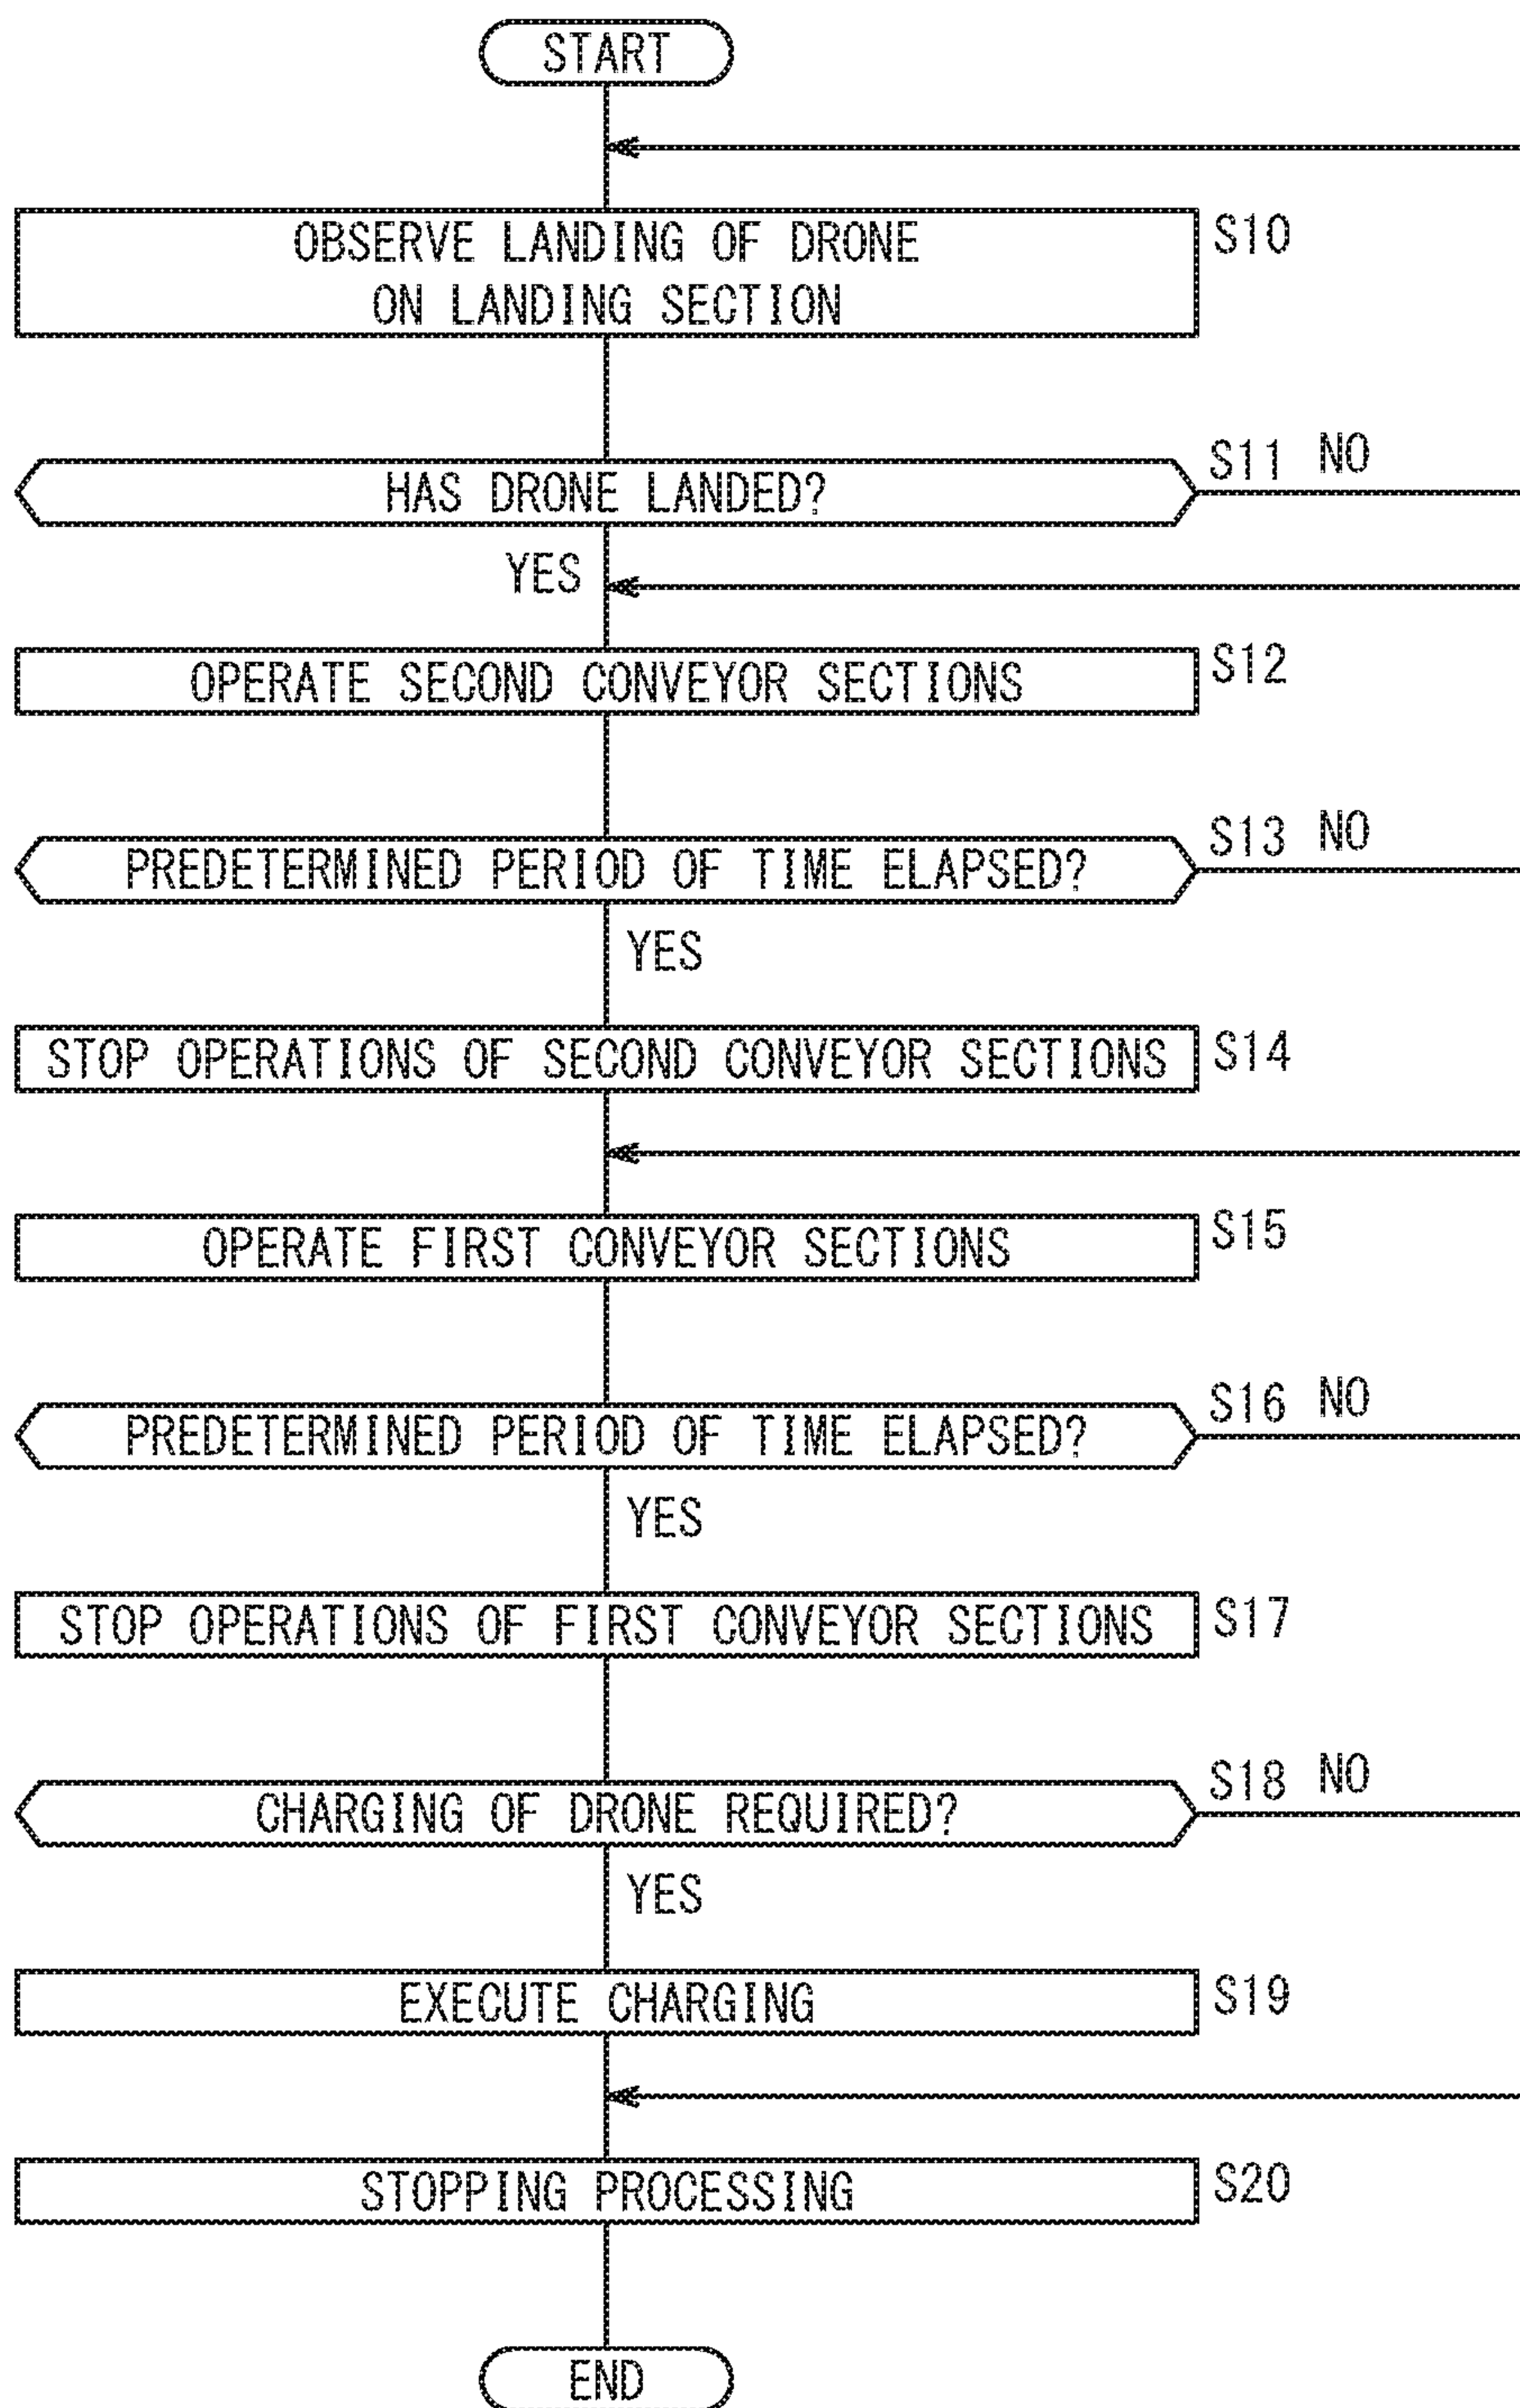 START
OBSERVE LANDING OF DRONE
ON LANDING SECTION
S10
HAS DRONE LANDED?
S11 NO
YES
OPERATE SECOND CONVEYOR SECTIONS
S12
PREDETERMINED PERIOD OF TIME ELAPSED?
S13 NO
YES
STOP OPERATIONS OF SECOND CONVEYOR SECTIONS
S14
OPERATE FIRST CONVEYOR SECTIONS
S15
PREDETERMINED PERIOD OF TIME ELAPSED?
S16 NO
YES
STOP OPERATIONS OF FIRST CONVEYOR SECTIONS
S17
CHARGING OF DRONE REQUIRED?
S18 NO
YES
EXECUTE CHARGING
S19
STOPPING PROCESSING
S20
END